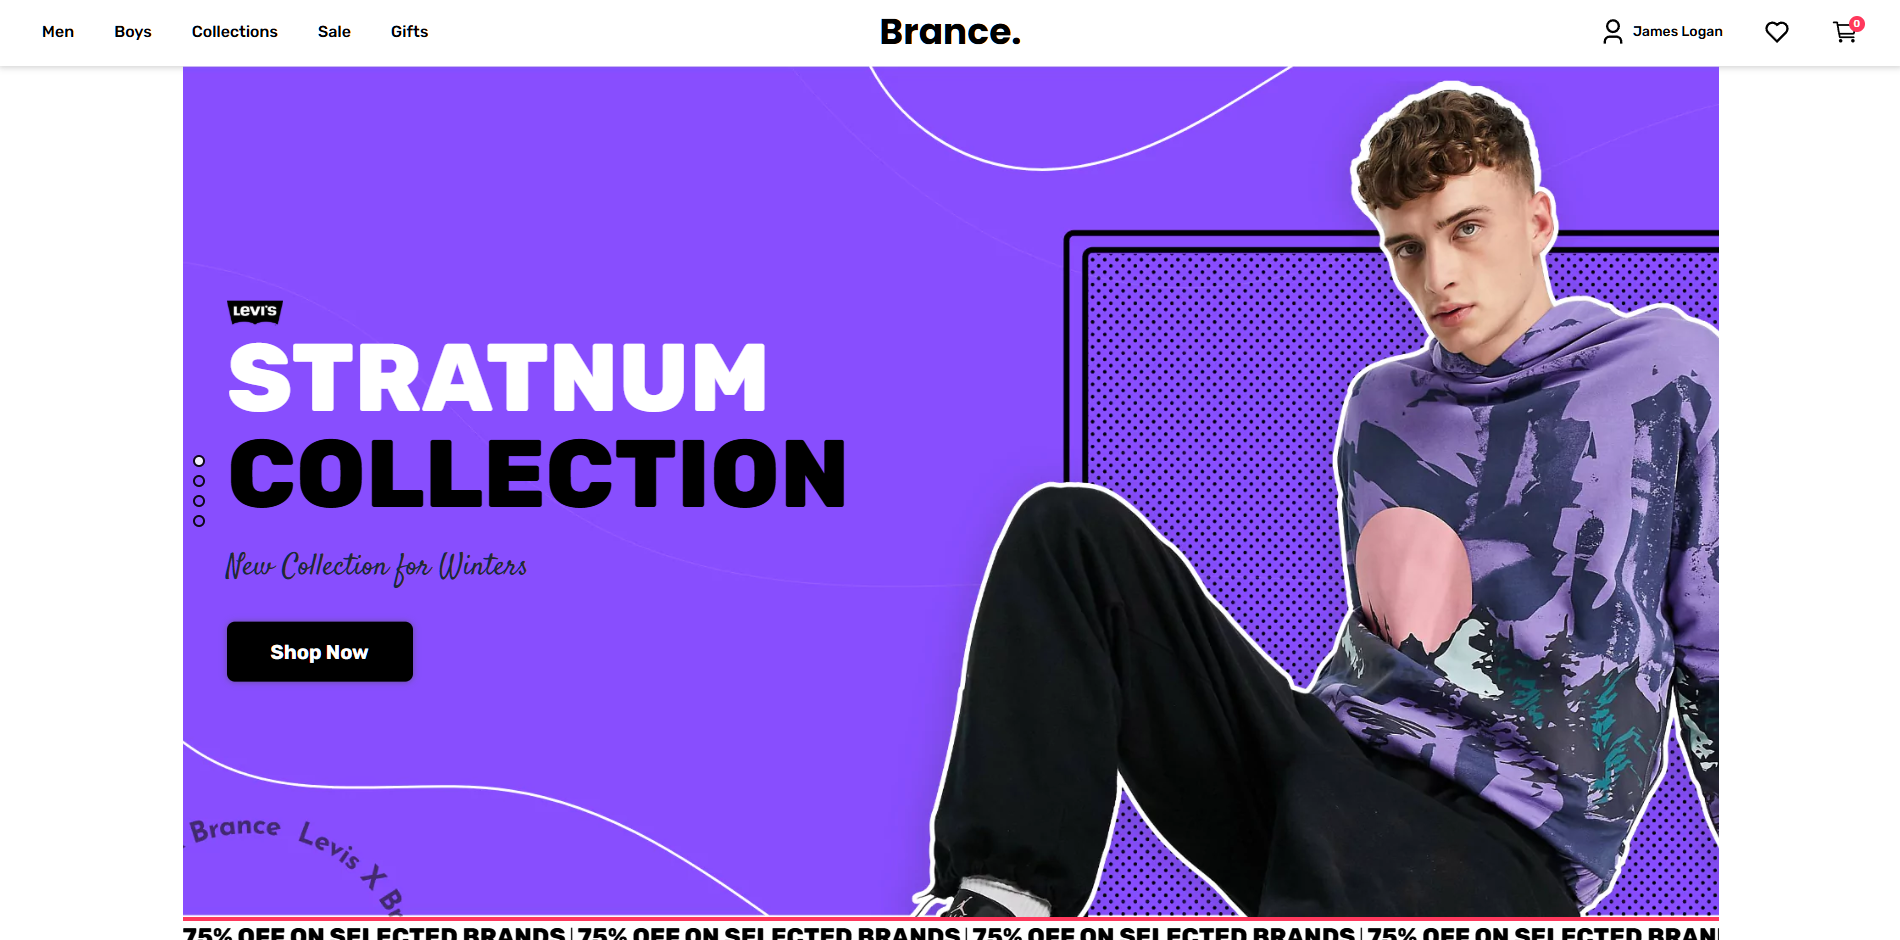 Men Boys Collections Sale Gifts Brance. James Logan 0
LEVI'S
STRATNUM
COLLECTION
New Collection for Winters
Shop Now
Brance Levis X Br
75% OFF ON SELECTED BRANDS | 75% OFF ON SELECTED BRANDS | 75% OFF ON SELECTED BRANDS | 75% OFF ON SELECTED BRAN